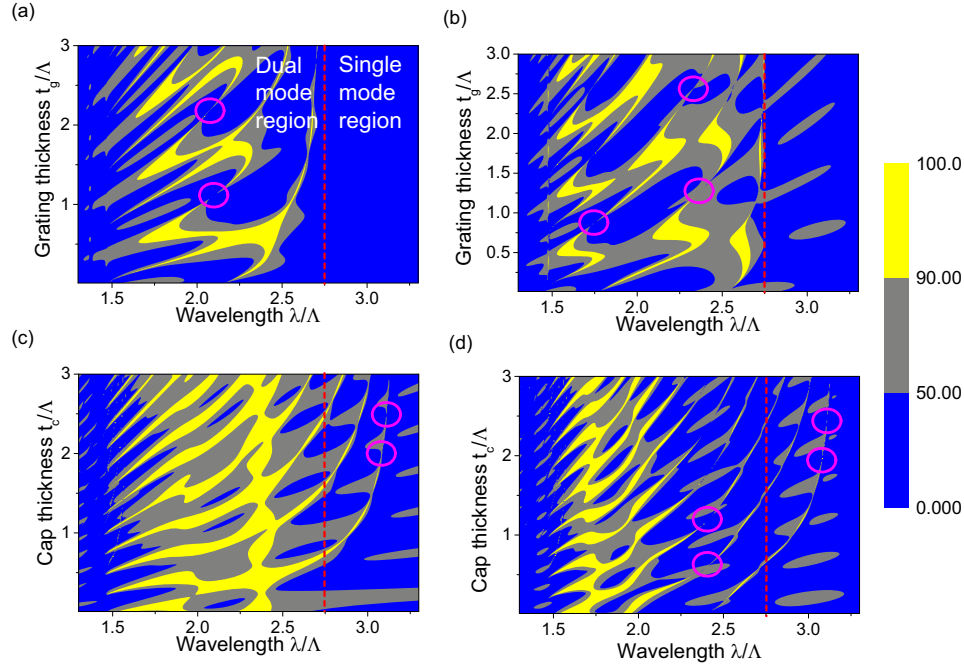 (a)
Grating thickness t_g/Λ
3
2
1
Dual mode region
Single mode region
1.5 2.0 2.5 3.0
Wavelength λ/Λ
(b)
Grating thickness t_g/Λ
3.0
2.5
2.0
1.5
1.0
0.5
1.5 2.0 2.5 3.0
Wavelength λ/Λ
(c)
Cap thickness t_c/Λ
3
2
1
1.5 2.0 2.5 3.0
Wavelength λ/Λ
(d)
Cap thickness t_c/Λ
3
2
1
1.5 2.0 2.5 3.0
Wavelength λ/Λ
100.0
90.00
50.00
0.000